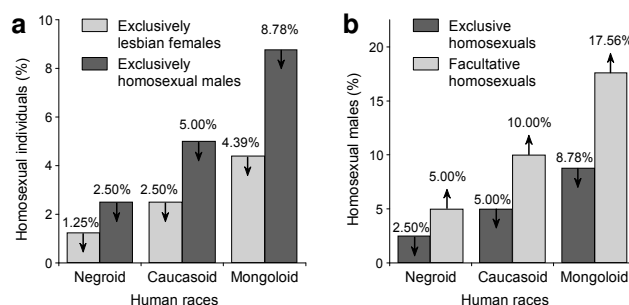 a
Exclusively
lesbian females
Exclusively
homosexual males
8.78%
5.00%
4.39%
2.50%
2.50%
1.25%
10
8
6
4
2
0
Homosexual individuals (%)
Negroid
Caucasoid
Mongoloid
Human races
b
Exclusive
homosexuals
Facultative
homosexuals
17.56%
10.00%
8.78%
5.00%
5.00%
2.50%
20
15
10
5
0
Homosexual males (%)
Negroid
Caucasoid
Mongoloid
Human races